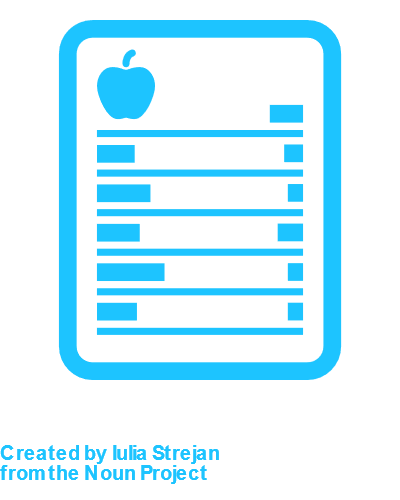 Created by Iulia Strejan
from the Noun Project